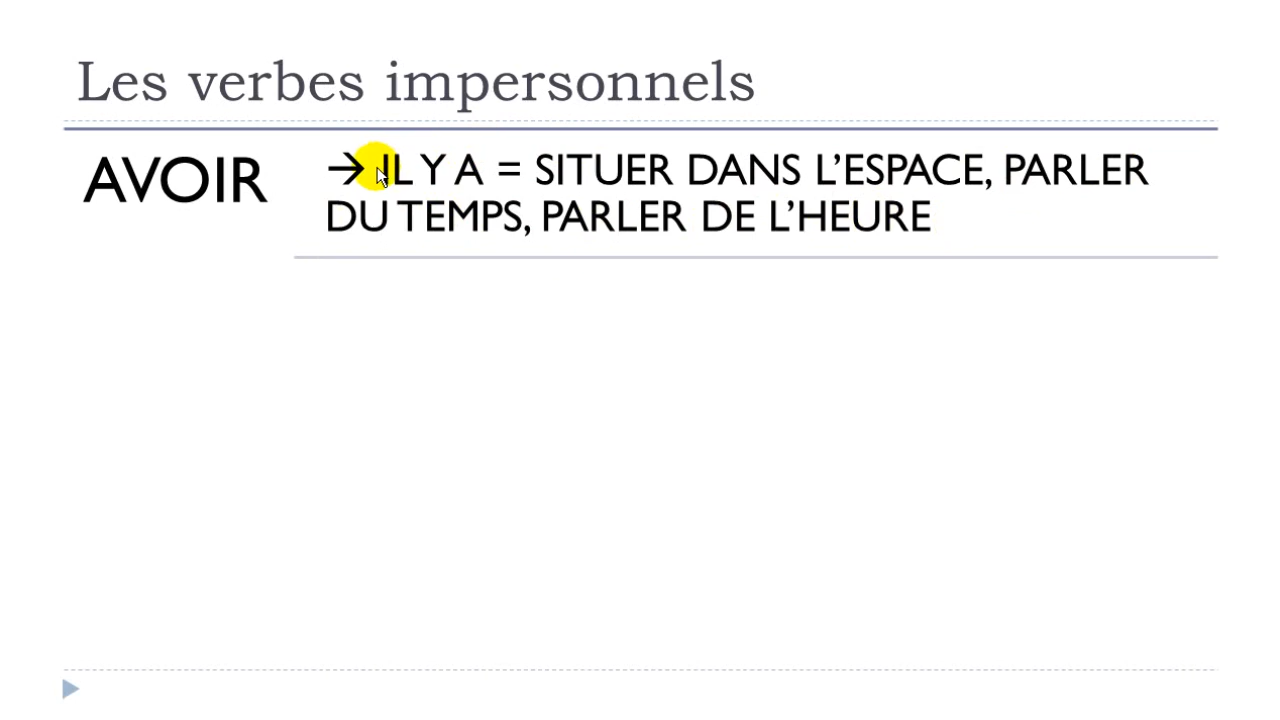 Les verbes impersonnels
AVOIR
→ IL Y A = SITUER DANS L’ESPACE, PARLER
DU TEMPS, PARLER DE L’HEURE